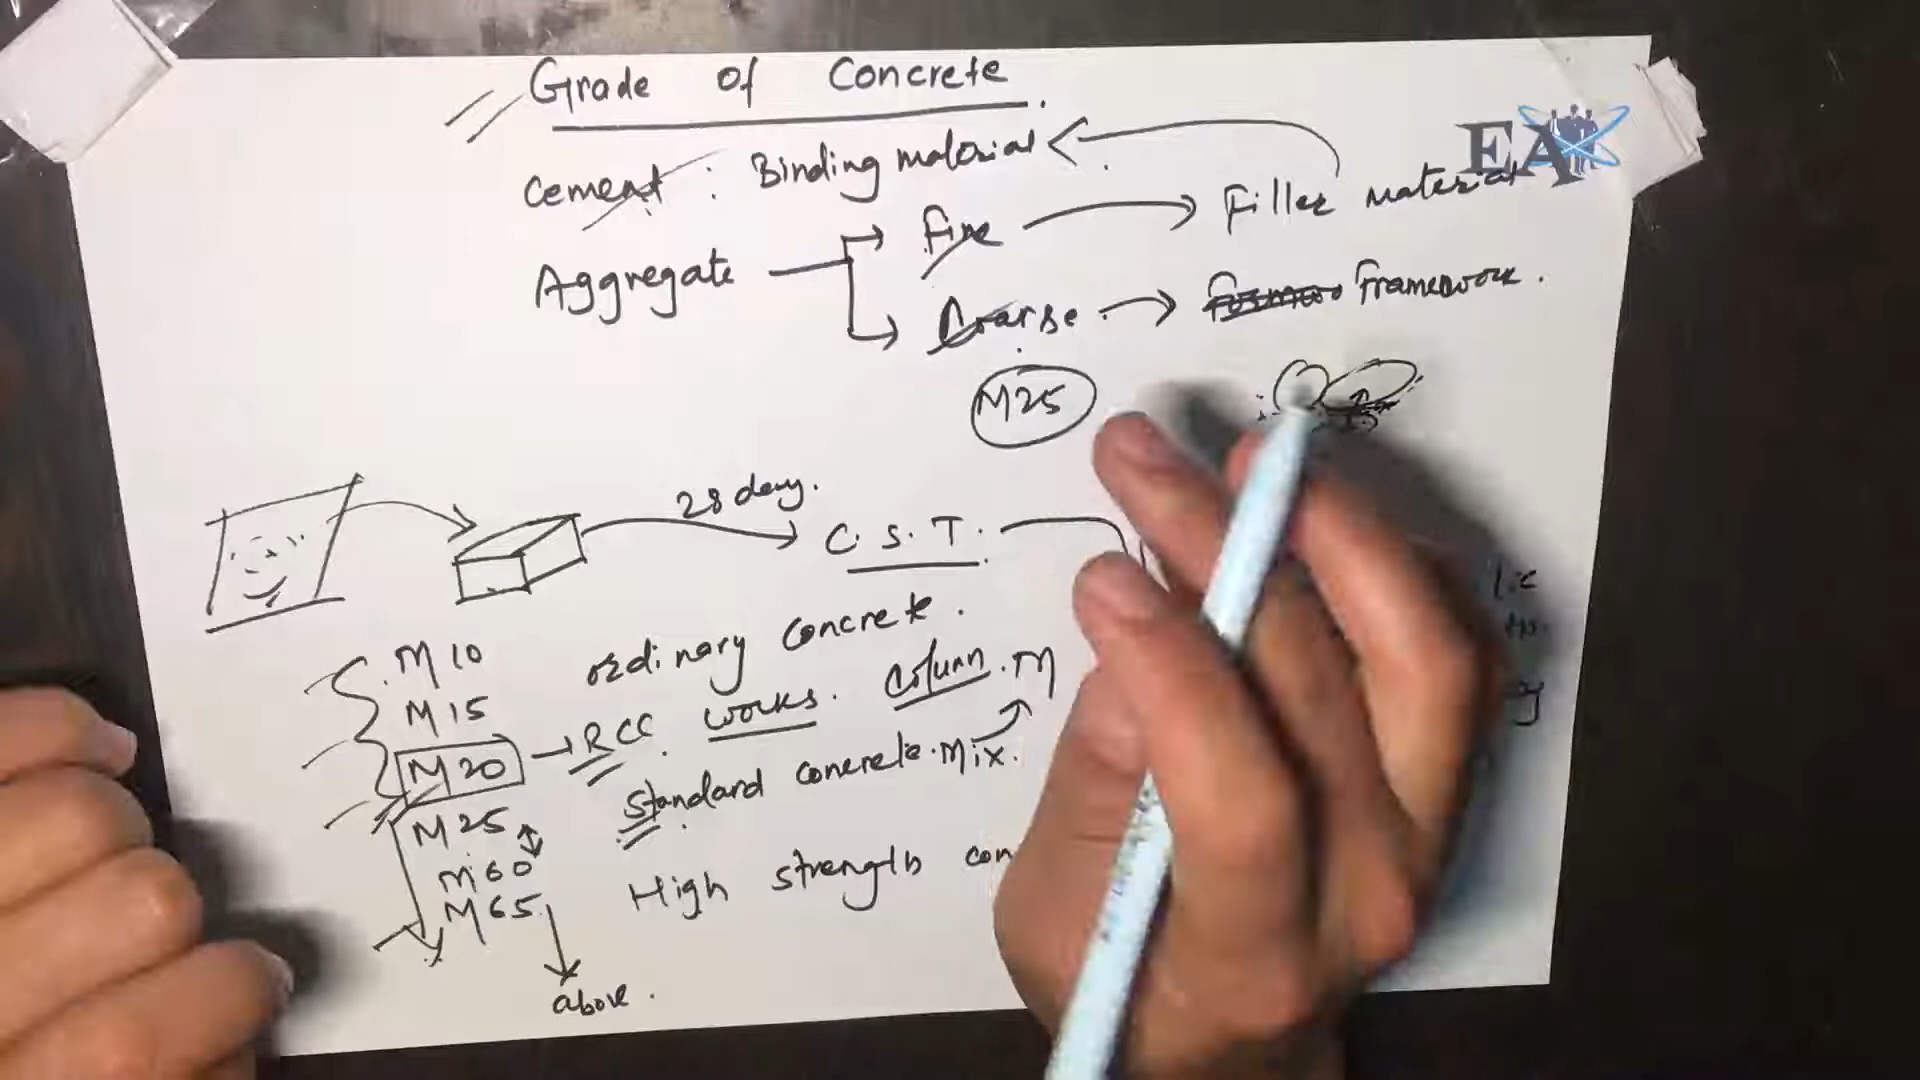 Grade of Concrete.
Cement : Binding material
Aggregate
Fine
Filler material
Coarse
Framework.
M25
28 day.
C.S.T.
M10
M15
M20
M25
M60
M65
above.
ordinary Concrete.
RCC works. Column. M
Standard concrete Mix.
High strength con
EA